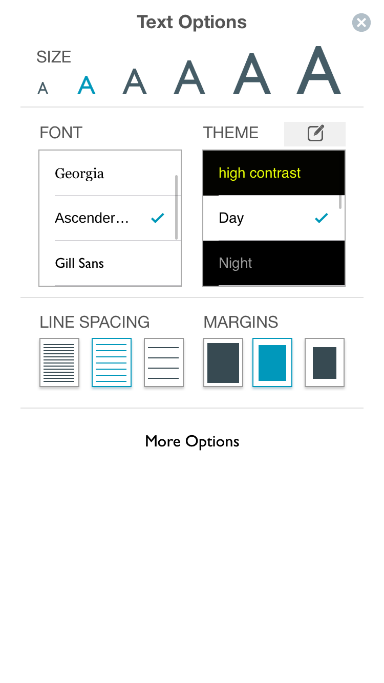 Text Options
SIZE
A A A A A A
FONT
Georgia
Ascender...
Gill Sans
THEME
high contrast
Day
Night
LINE SPACING
MARGINS
More Options